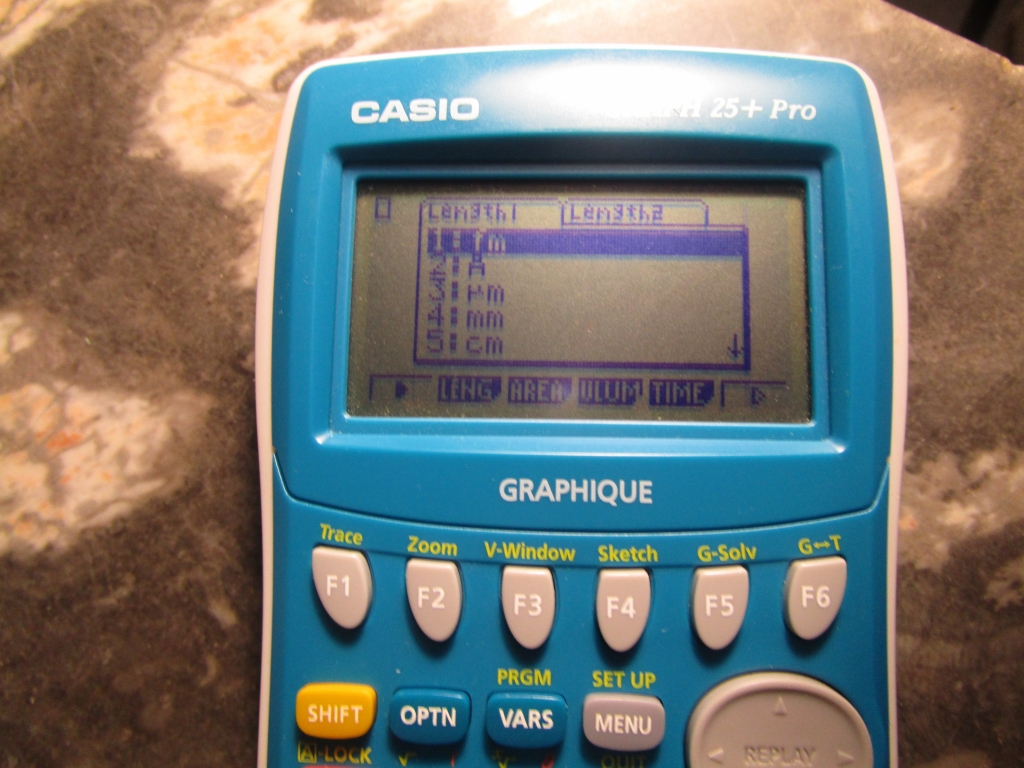 CASIO 25+ Pro
Length1 Length2
1:fm
2:Å
3:µm
4:mm
5:cm
LENG AREA VLUM TIME
GRAPHIQUE
Trace Zoom V-Window Sketch G-Solv G↔T
F1 F2 F3 F4 F5 F6
PRGM SET UP
SHIFT OPTN VARS MENU
A-LOCK QUIT
REPLAY